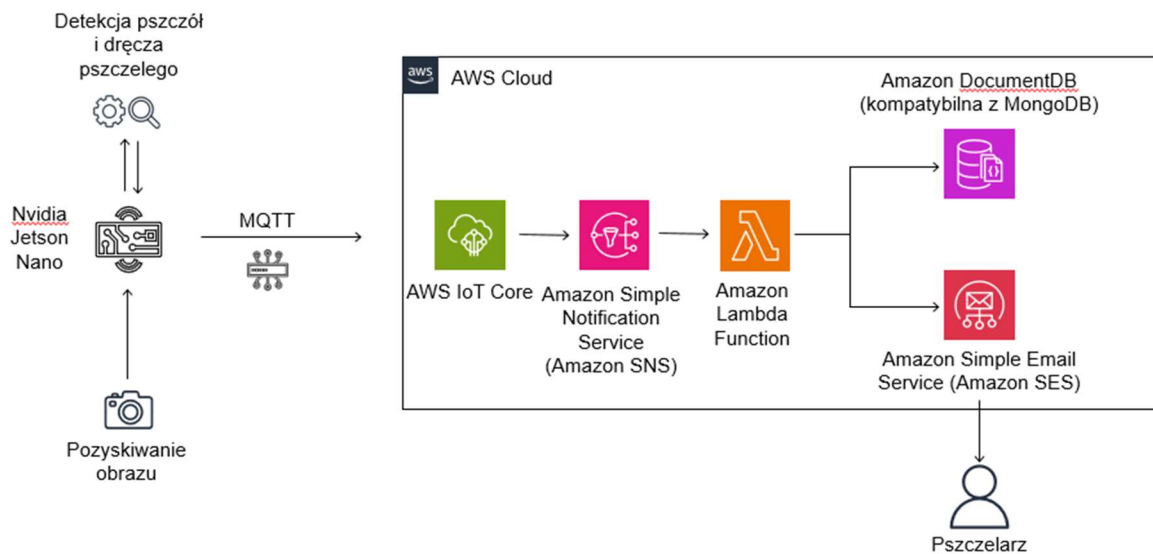 Detekcja pszczół
i dręcza
pszczelego
Nvidia
Jetson
Nano
MQTT
Pozyskiwanie
obrazu
aws
AWS Cloud
AWS IoT Core
Amazon Simple
Notification
Service
(Amazon SNS)
Amazon
Lambda
Function
Amazon DocumentDB
(kompatybilna z MongoDB)
Amazon Simple Email
Service (Amazon SES)
Pszczelarz